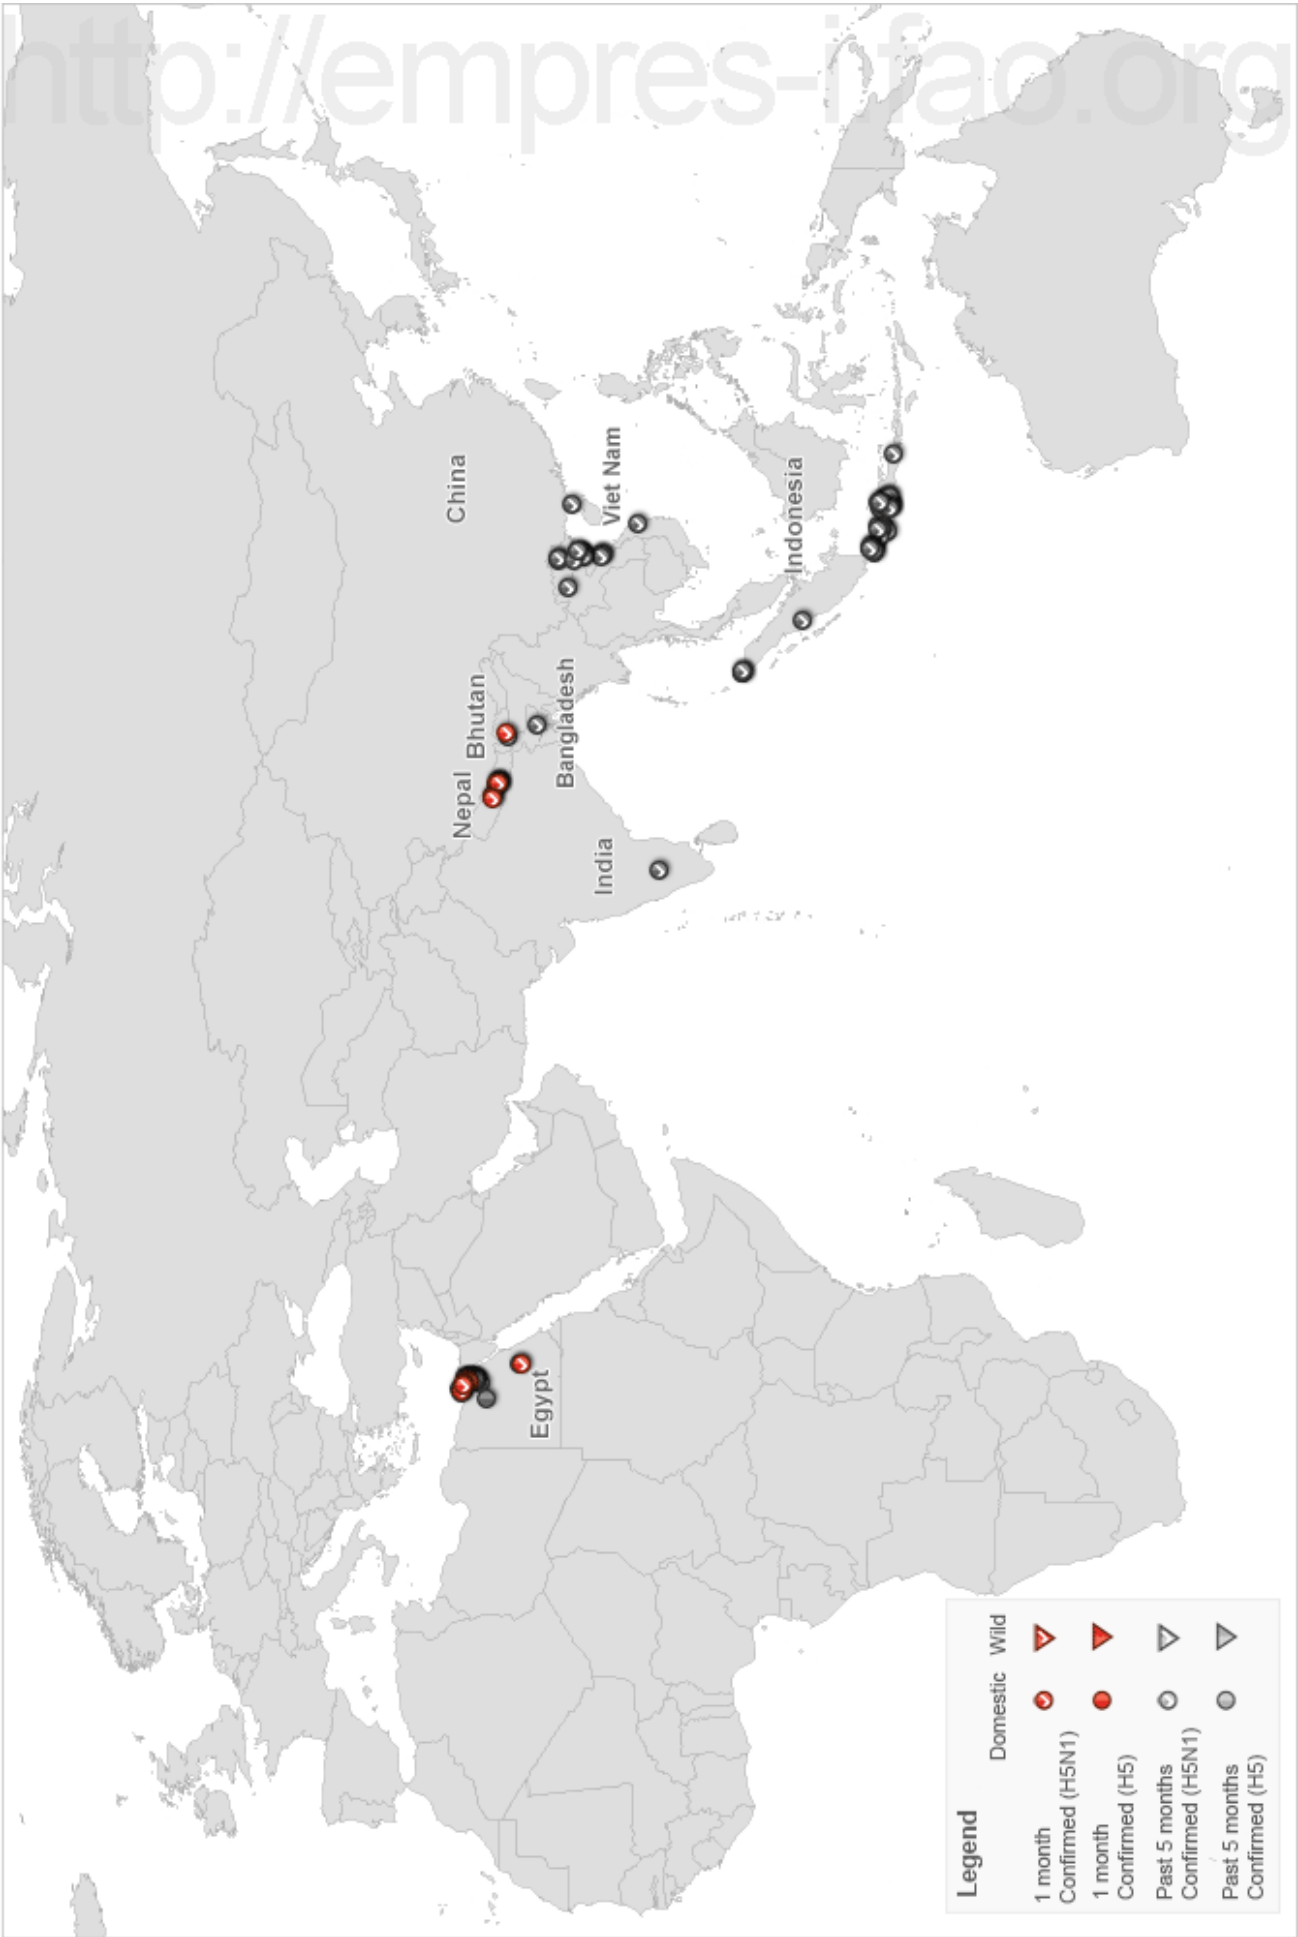 http://empres-i.fao.org
China
Viet Nam
Indonesia
Bhutan
Nepal
Bangladesh
India
Egypt
Legend
Domestic Wild
1 month
Confirmed (H5N1)
1 month
Confirmed (H5)
Past 5 months
Confirmed (H5N1)
Past 5 months
Confirmed (H5)